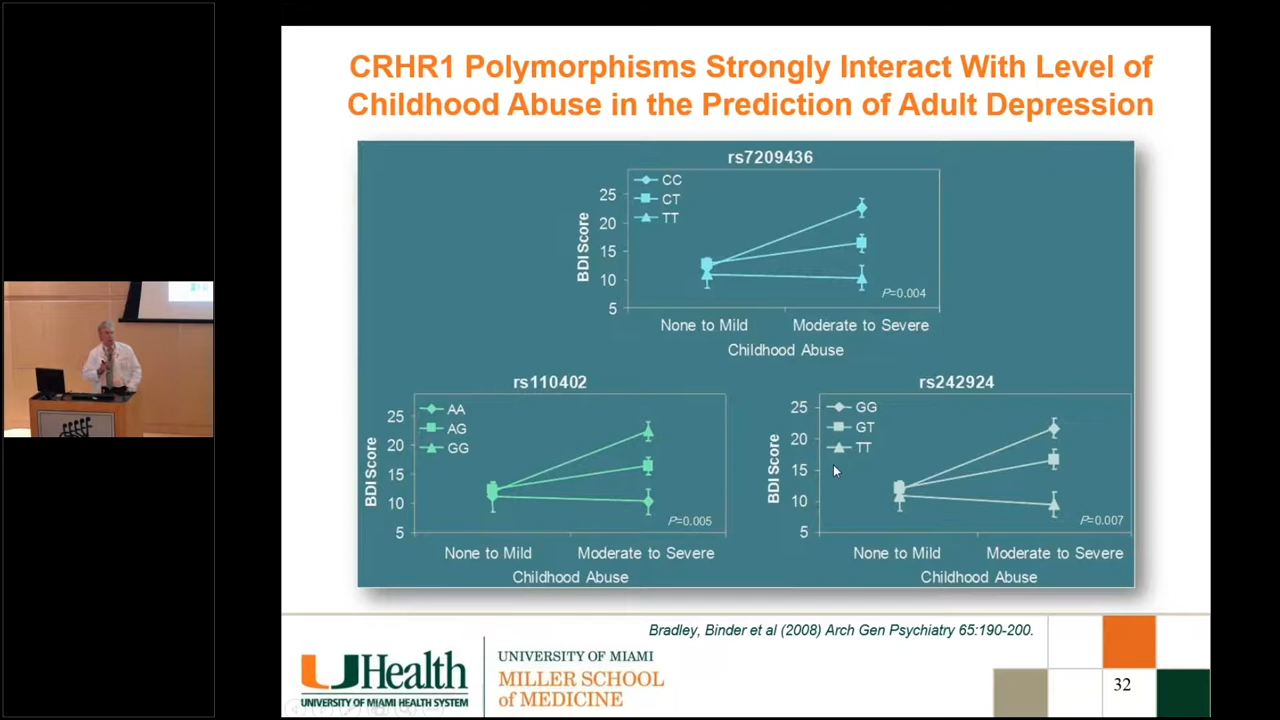 CRHR1 Polymorphisms Strongly Interact With Level of
Childhood Abuse in the Prediction of Adult Depression
rs7209436
CC
CT
TT
25
20
15
10
5
BDI Score
P=0.004
None to Mild
Moderate to Severe
Childhood Abuse
rs110402
AA
AG
GG
25
20
15
10
5
BDI Score
P=0.005
None to Mild
Moderate to Severe
Childhood Abuse
rs242924
GG
GT
TT
25
20
15
10
5
BDI Score
P=0.007
None to Mild
Moderate to Severe
Childhood Abuse
Bradley, Binder et al (2008) Arch Gen Psychiatry 65:190-200.
UHealth
UNIVERSITY OF MIAMI HEALTH SYSTEM
UNIVERSITY OF MIAMI
MILLER SCHOOL
of MEDICINE
32